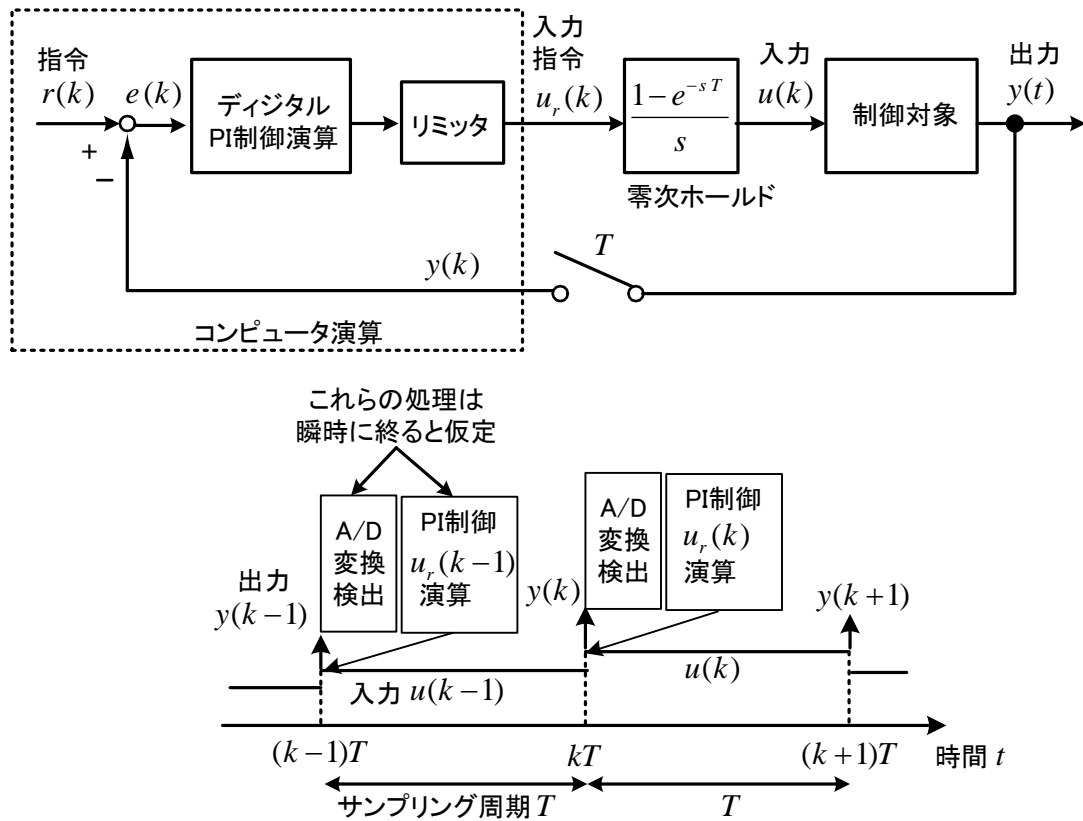 指令
r(k)
e(k)
ディジタル
PI制御演算
リミッタ
入力
指令
u_r(k)
1-e^{-sT}
s
零次ホールド
入力
u(k)
制御対象
出力
y(t)
+
−
y(k)
T
コンピュータ演算
これらの処理は
瞬時に終ると仮定
A/D
変換
検出
PI制御
u_r(k−1)
演算
A/D
変換
検出
PI制御
u_r(k)
演算
出力
y(k−1)
y(k)
y(k+1)
入力 u(k−1)
u(k)
(k−1)T
kT
(k+1)T
時間 t
サンプリング周期 T
T